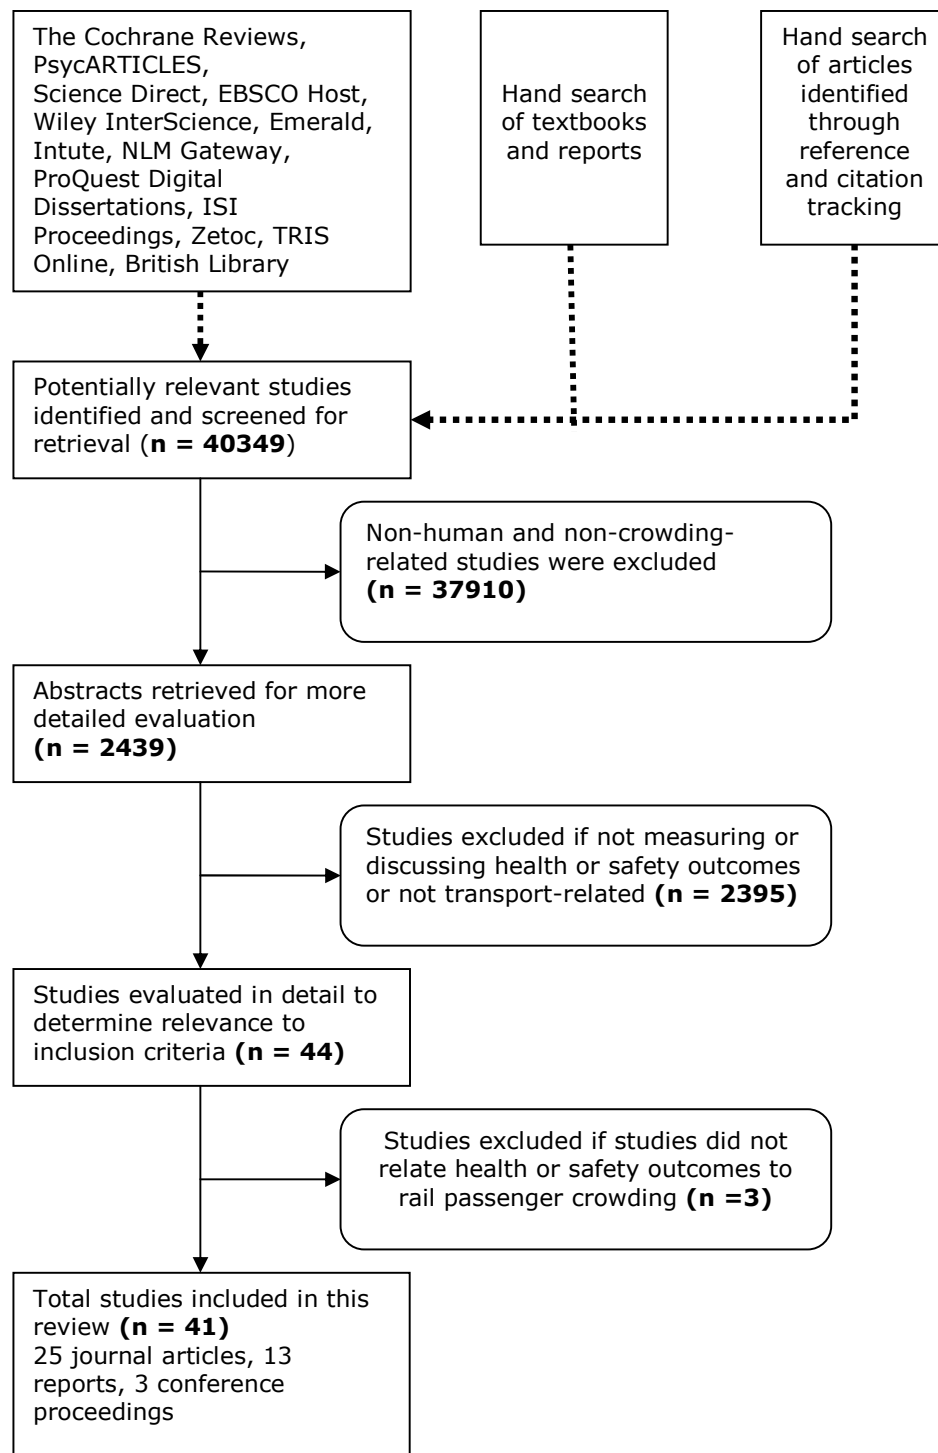 The Cochrane Reviews,
PsycARTICLES,
Science Direct, EBSCO Host,
Wiley InterScience, Emerald,
Intute, NLM Gateway,
ProQuest Digital
Dissertations, ISI
Proceedings, Zetoc, TRIS
Online, British Library
Hand search
of textbooks
and reports
Hand search
of articles
identified
through
reference
and citation
tracking
Potentially relevant studies
identified and screened for
retrieval (n = 40349)
Non-human and non-crowding-
related studies were excluded
(n = 37910)
Abstracts retrieved for more
detailed evaluation
(n = 2439)
Studies excluded if not measuring or
discussing health or safety outcomes
or not transport-related (n = 2395)
Studies evaluated in detail to
determine relevance to
inclusion criteria (n = 44)
Studies excluded if studies did not
relate health or safety outcomes to
rail passenger crowding (n =3)
Total studies included in this
review (n = 41)
25 journal articles, 13
reports, 3 conference
proceedings